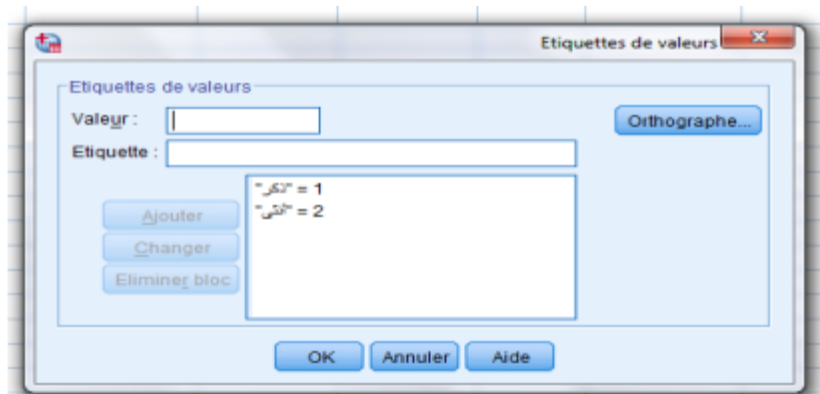 Etiquettes de valeurs
Etiquettes de valeurs
Valeur :
Orthographe...
Etiquette :
"ذكر" = 1
"أنثى" = 2
Ajouter
Changer
Eliminer bloc
OK
Annuler
Aide